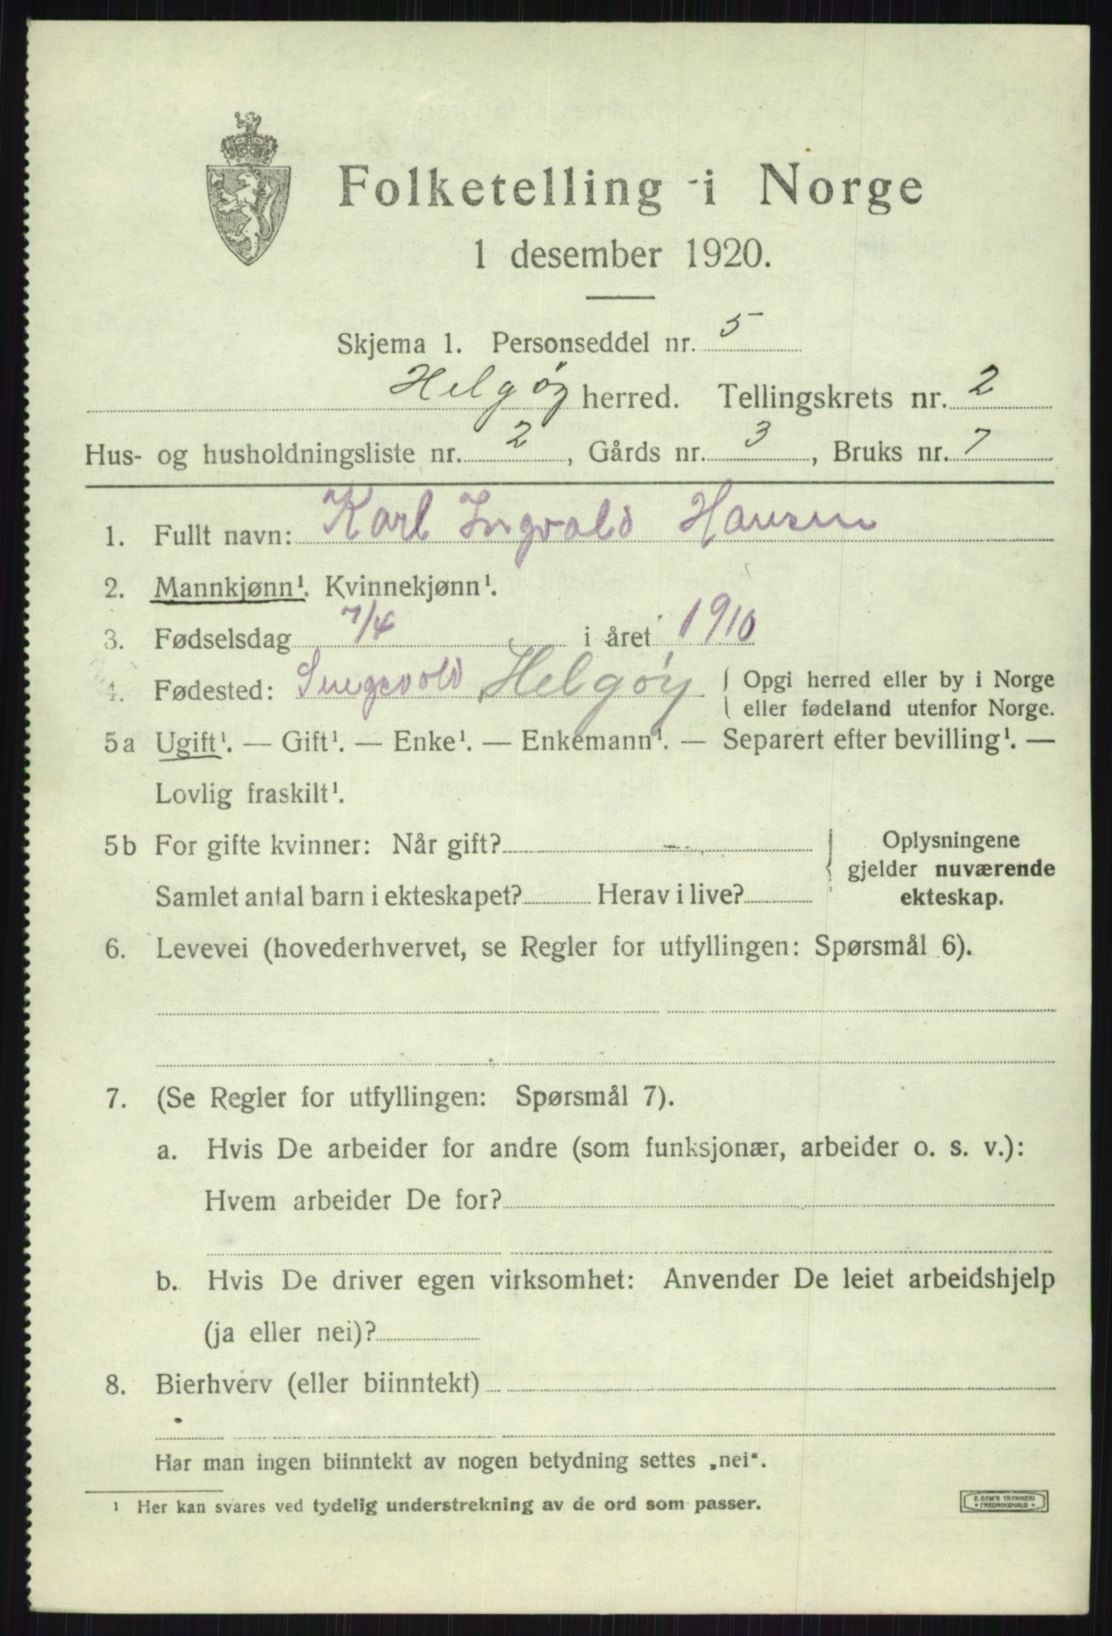 Folketelling i Norge
1 desember 1920.
Skjema 1. Personseddel nr. 5
Helgøy herred. Tellingskrets nr. 2
Hus- og husholdningsliste nr. 2, Gårds nr. 3, Bruks nr. 7
1. Fullt navn: Karl Ingvald Hansen
2. Mannkjønn¹. Kvinnekjønn¹.
3. Fødselsdag 7/4 i året 1910
4. Fødested: Helgøy { Opgi herred eller by i Norge
eller fødeland utenfor Norge.
5a Ugift¹. — Gift¹. — Enke¹. — Enkemann¹. — Separert efter bevilling¹. —
Lovlig fraskilt¹.
5b For gifte kvinner: Når gift?
Samlet antal barn i ekteskapet? Herav i live?
Oplysningene
gjelder nuværende
ekteskap.
6. Levevei (hovederhvervet, se Regler for utfyllingen: Spørsmål 6).
7. (Se Regler for utfyllingen: Spørsmål 7).
a. Hvis De arbeider for andre (som funksjonær, arbeider o. s. v.):
Hvem arbeider De for?
b. Hvis De driver egen virksomhet: Anvender De leiet arbeidshjelp
(ja eller nei)?
8. Bierhverv (eller biinntekt)
Har man ingen biinntekt av nogen betydning settes „nei“.
¹ Her kan svares ved tydelig understrekning av de ord som passer.
E. SEM'S TRYKKERI
FREDRIKSHALD